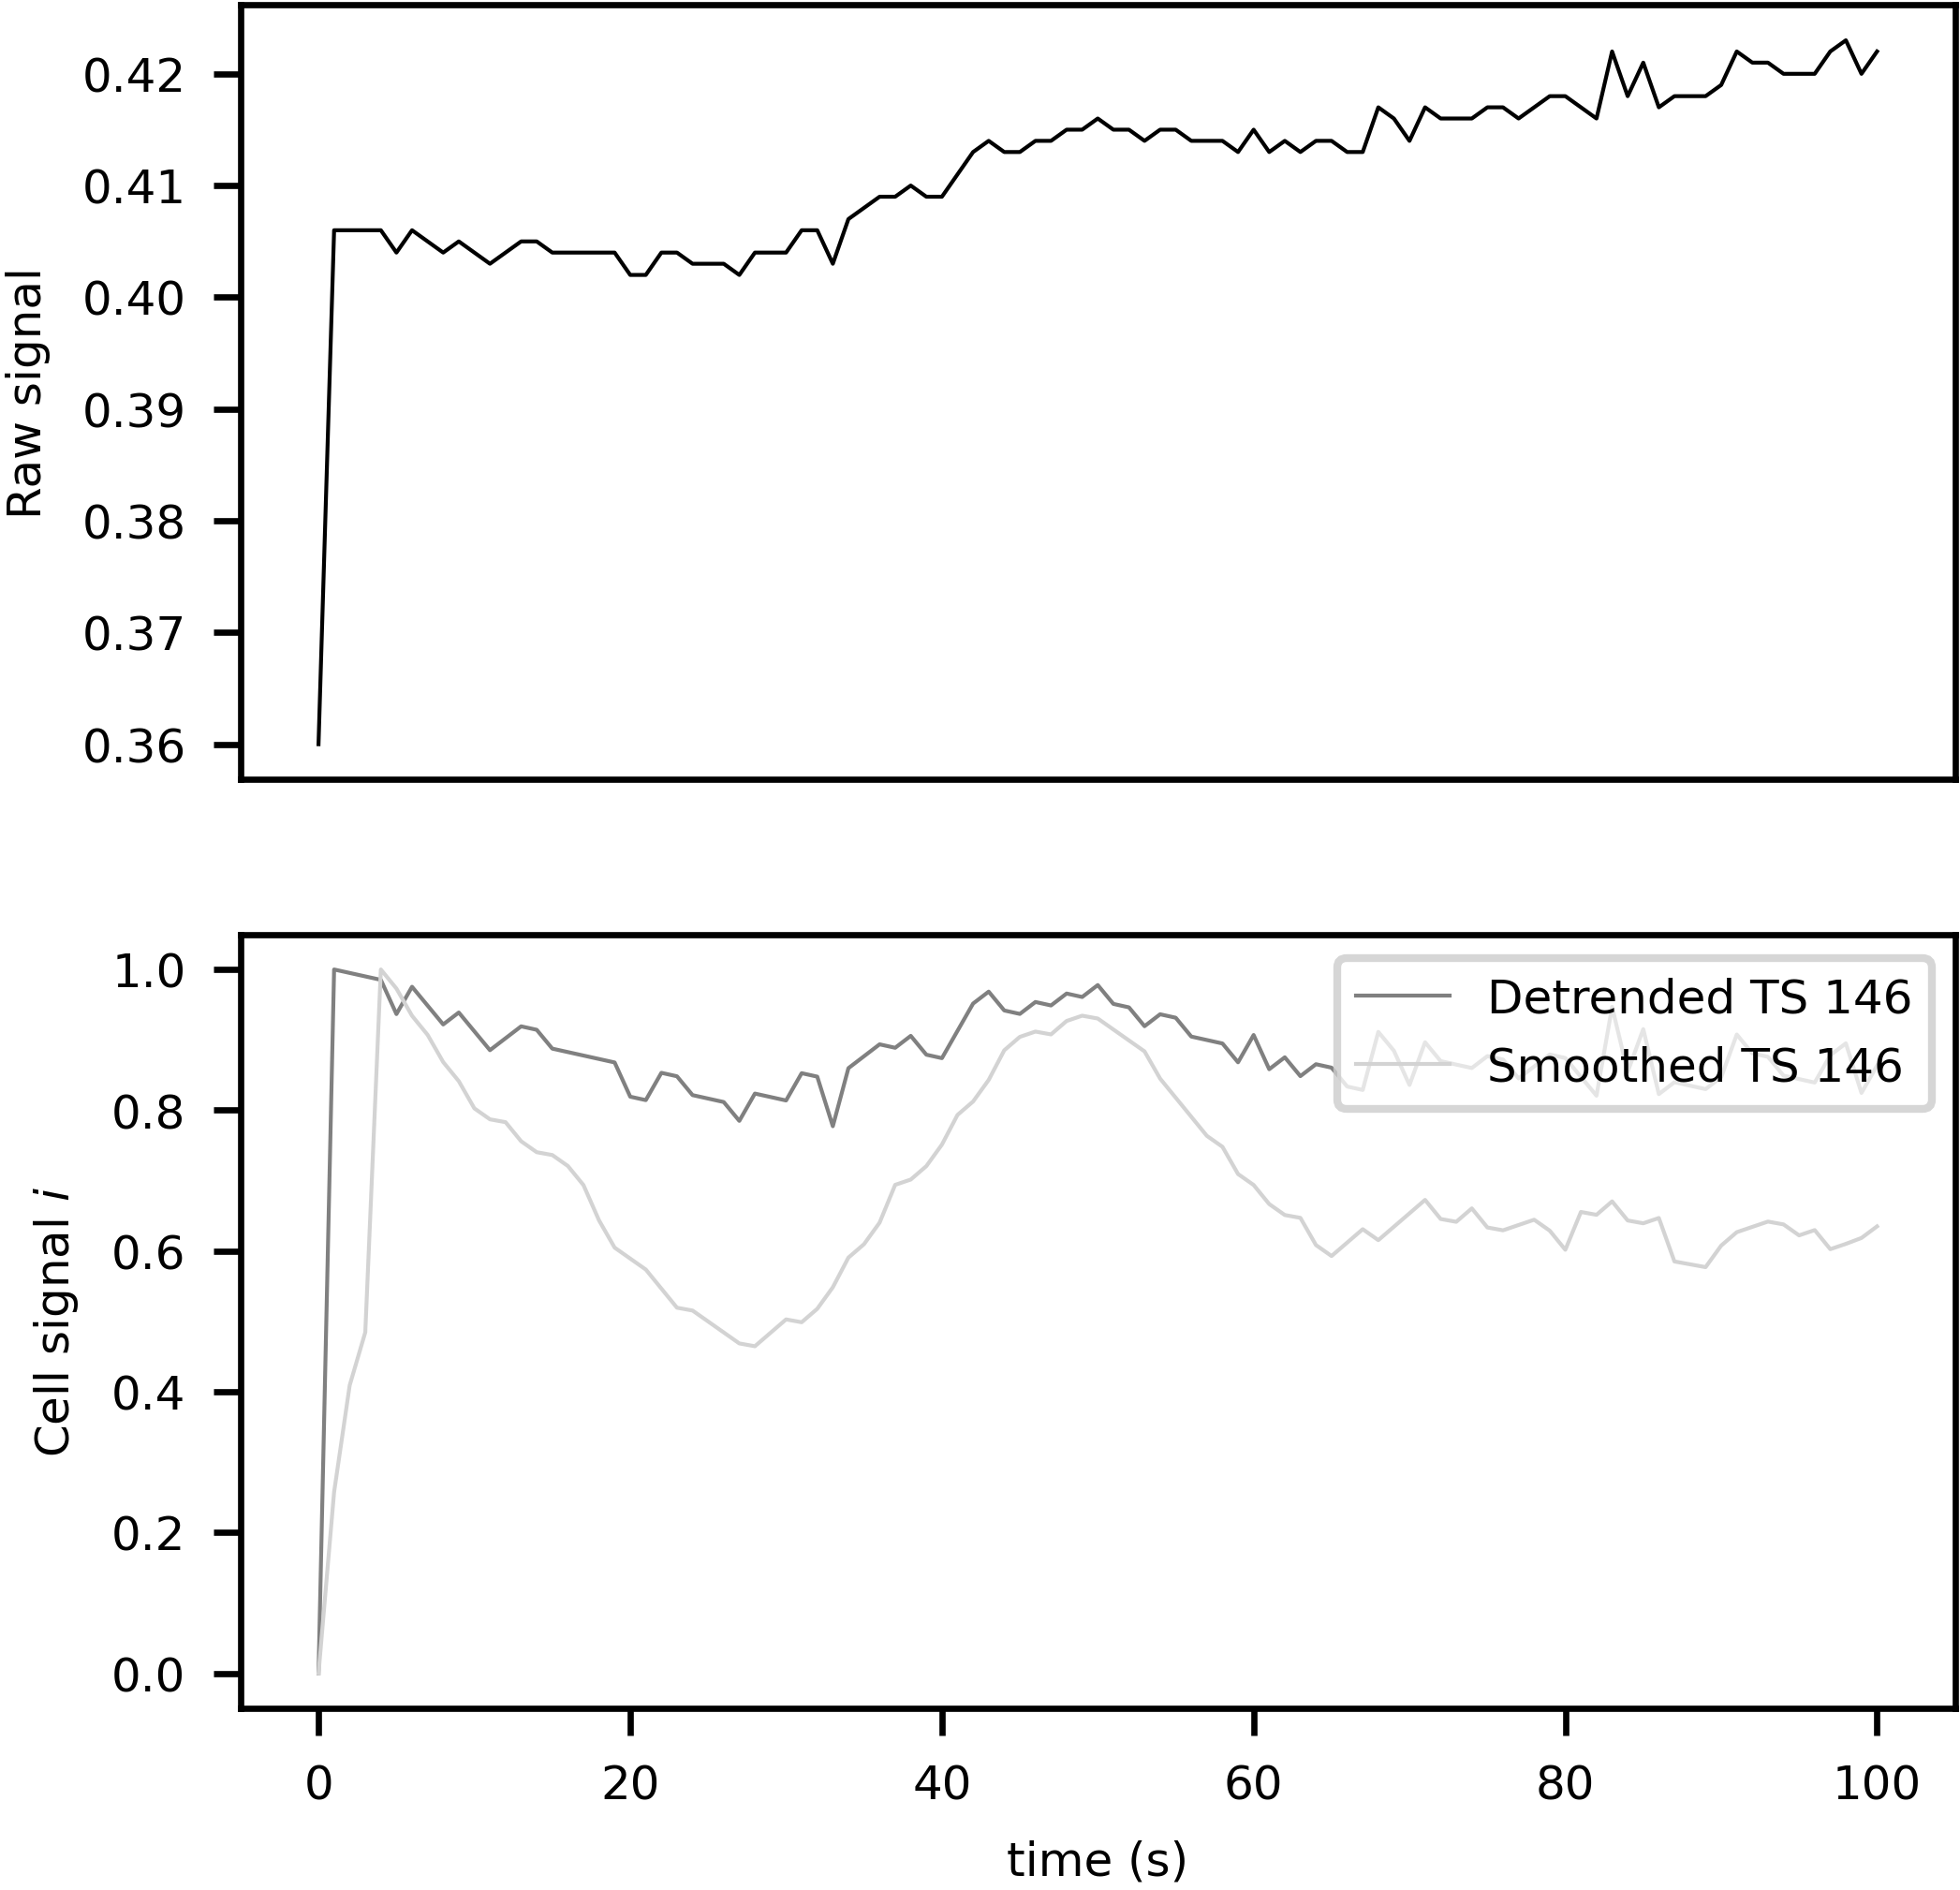 0.42
0.41
0.40
0.39
0.38
0.37
0.36
Raw signal
1.0
0.8
0.6
0.4
0.2
0.0
Cell signal i
Detrended TS 146
Smoothed TS 146
0 20 40 60 80 100
time (s)